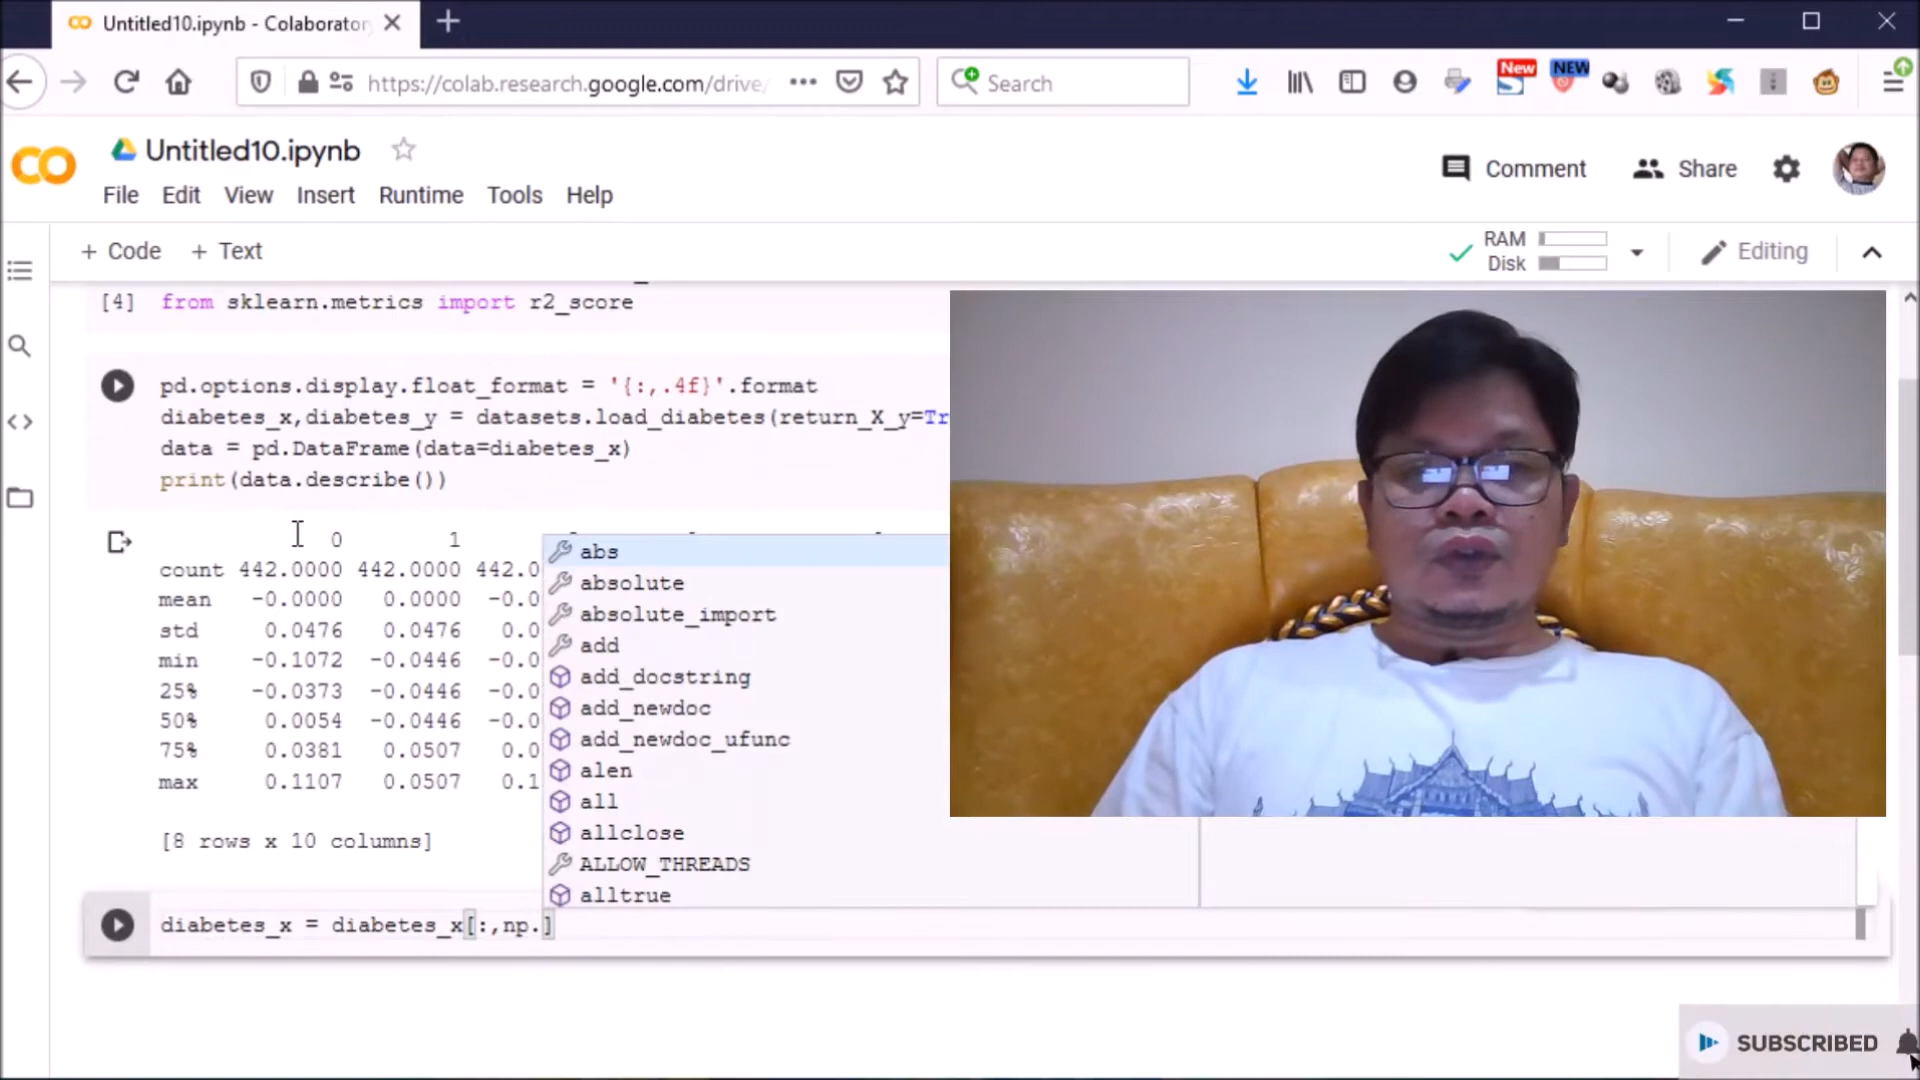 Untitled10.ipynb - Colaboratory
https://colab.research.google.com/drive/
Search
New
NEW
Untitled10.ipynb
Comment
Share
File Edit View Insert Runtime Tools Help
+ Code + Text
RAM
Disk
Editing
[4] from sklearn.metrics import r2_score
pd.options.display.float_format = '{:,.4f}'.format
diabetes_x,diabetes_y = datasets.load_diabetes(return_X_y=Tr
data = pd.DataFrame(data=diabetes_x)
print(data.describe())
0 1
count 442.0000 442.0000 442.0
mean -0.0000 0.0000 -0.0
std 0.0476 0.0476 0.0
min -0.1072 -0.0446 -0.0
25% -0.0373 -0.0446 -0.0
50% 0.0054 -0.0446 -0.0
75% 0.0381 0.0507 0.0
max 0.1107 0.0507 0.1
[8 rows x 10 columns]
abs
absolute
absolute_import
add
add_docstring
add_newdoc
add_newdoc_ufunc
alen
all
allclose
ALLOW_THREADS
alltrue
diabetes_x = diabetes_x[:,np.]
SUBSCRIBED